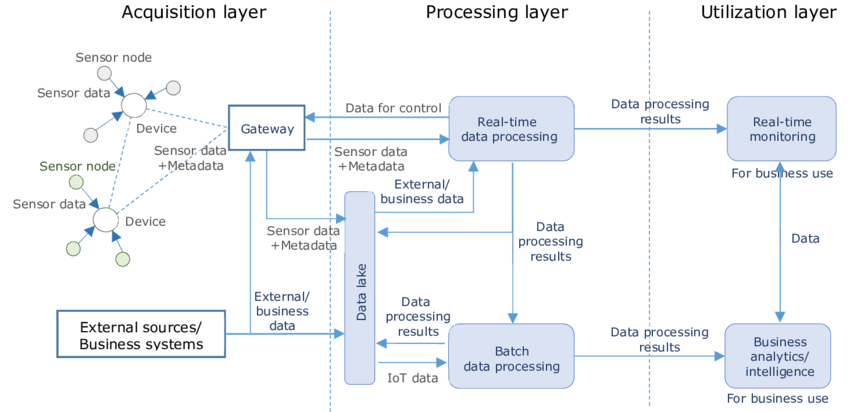 Acquisition layer
Processing layer
Utilization layer
Sensor node
Sensor data
Device
Sensor data
+Metadata
Gateway
Data for control
Sensor data
+Metadata
Real-time
data processing
Data processing
results
Real-time
monitoring
For business use
Sensor node
Sensor data
Device
Sensor data
+Metadata
External/
business data
Data lake
Data
processing
results
Data
External sources/
Business systems
External/
business
data
Data
processing
results
IoT data
Batch
data processing
Data processing
results
Business
analytics/
intelligence
For business use